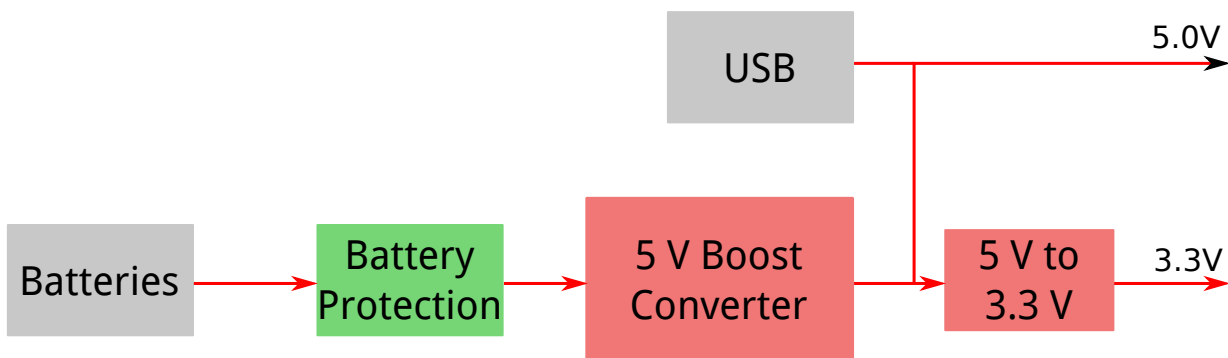 5.0V
USB
Batteries
Battery
Protection
5 V Boost
Converter
5 V to
3.3 V
3.3V